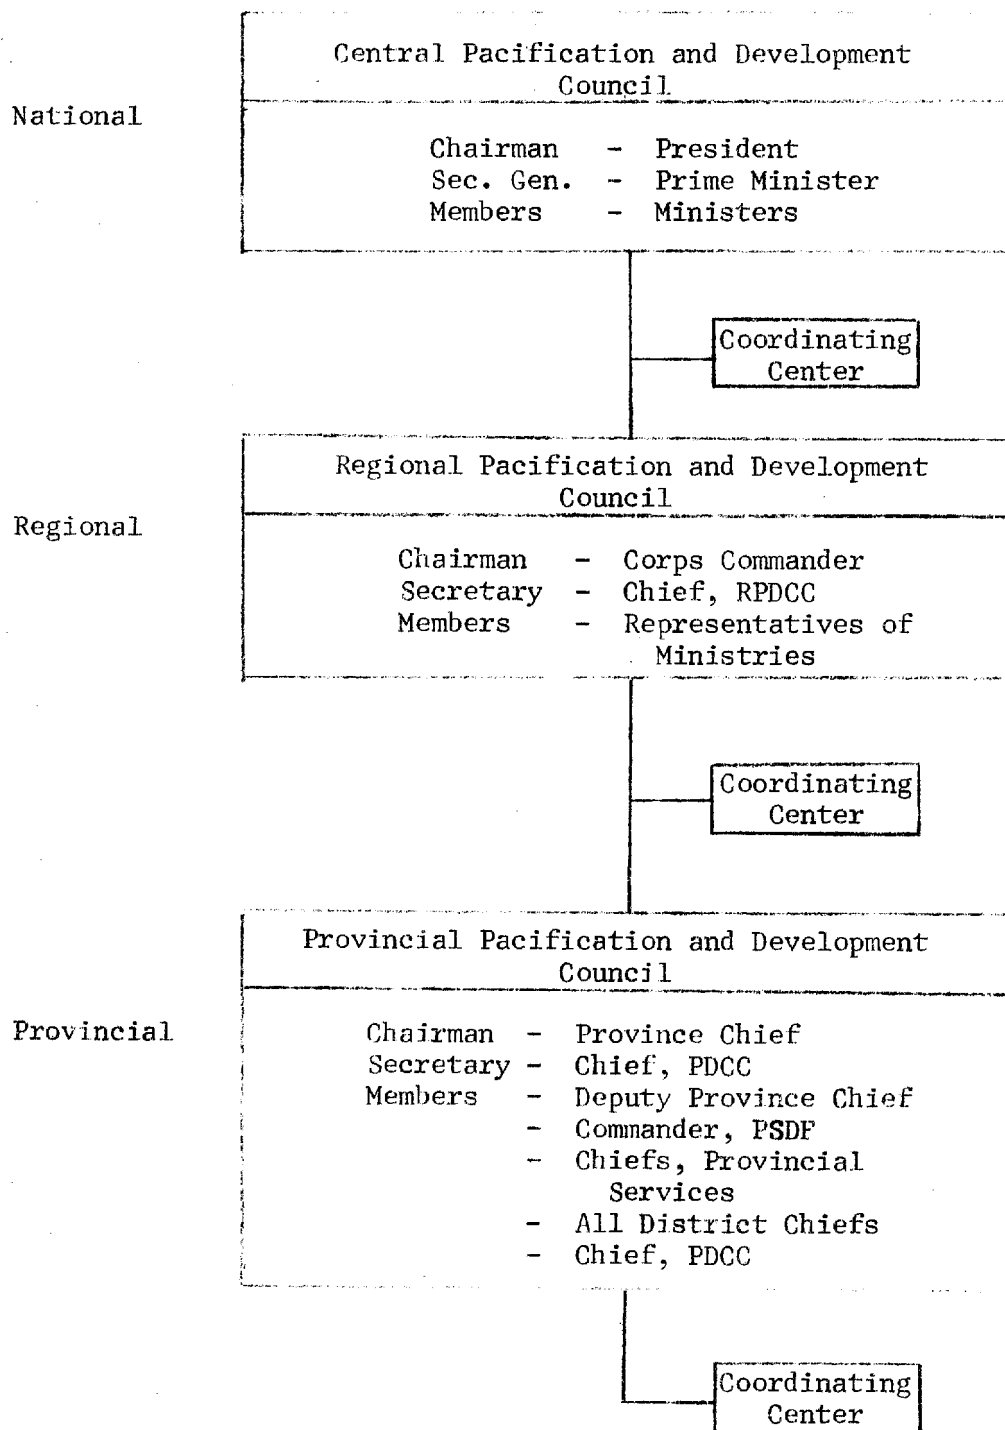 Central Pacification and Development
Council
National
Chairman - President
Sec. Gen. - Prime Minister
Members - Ministers
Coordinating
Center
Regional Pacification and Development
Council
Regional
Chairman - Corps Commander
Secretary - Chief, RPDCC
Members - Representatives of
Ministries
Coordinating
Center
Provincial Pacification and Development
Council
Provincial
Chairman - Province Chief
Secretary - Chief, PDCC
Members - Deputy Province Chief
- Commander, PSDF
- Chiefs, Provincial
Services
- All District Chiefs
- Chief, PDCC
Coordinating
Center